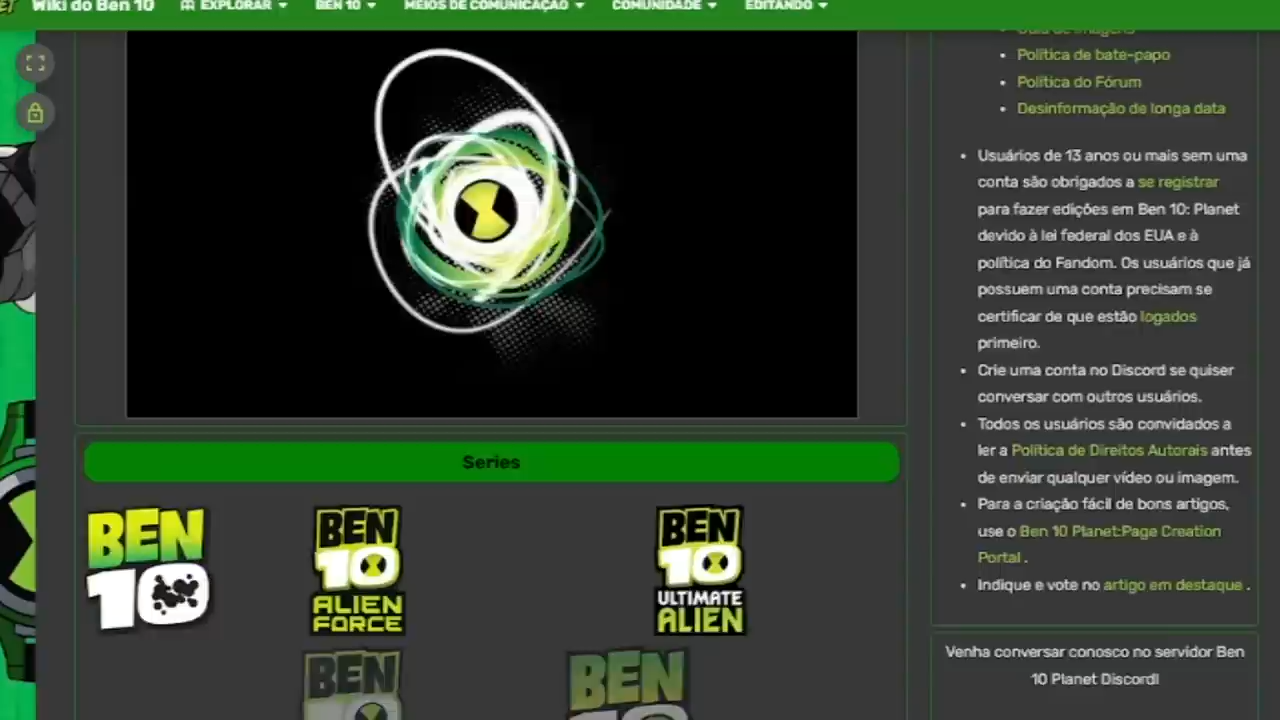 Wiki do Ben 10
EXPLORAR
BEN 10
MEIOS DE COMUNICAÇÃO
COMUNIDADE
EDITANDO
Política de bate-papo
Política do Fórum
Desinformação de longa data
Usuários de 13 anos ou mais sem uma
conta são obrigados a se registrar
para fazer edições em Ben 10: Planet
devido à lei federal dos EUA e à
política do Fandom. Os usuários que já
possuem uma conta precisam se
certificar de que estão logados
primeiro.
Crie uma conta no Discord se quiser
conversar com outros usuários.
Todos os usuários são convidados a
ler a Política de Direitos Autorais antes
de enviar qualquer vídeo ou imagem.
Para a criação fácil de bons artigos,
use o Ben 10 Planet:Page Creation
Portal .
Indique e vote no artigo em destaque .
Venha conversar conosco no servidor Ben
10 Planet Discord!
Series
BEN
10
BEN
10
ALIEN
FORCE
BEN
10
ULTIMATE
ALIEN
BEN
10
BEN